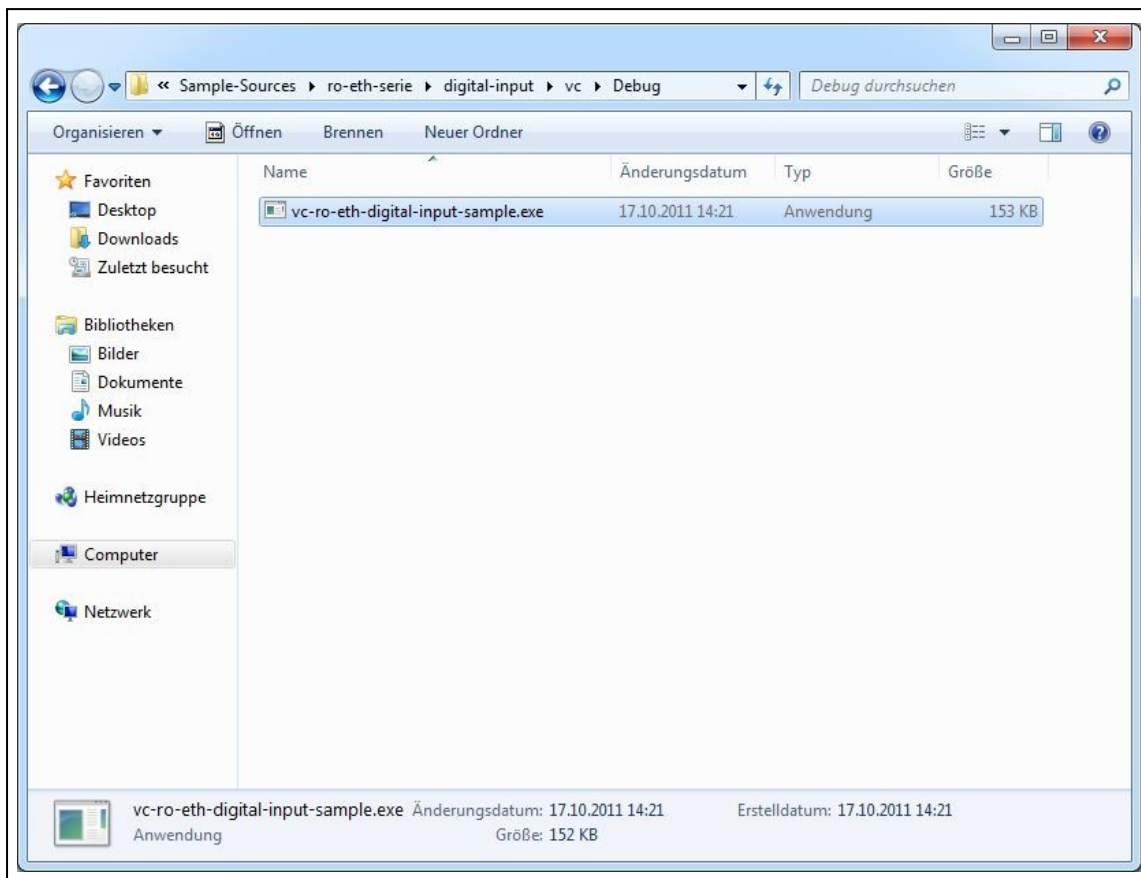 « Sample-Sources ▸ ro-eth-serie ▸ digital-input ▸ vc ▸ Debug Debug durchsuchen
Organisieren Öffnen Brennen Neuer Ordner
Favoriten
Desktop
Downloads
Zuletzt besucht
Bibliotheken
Bilder
Dokumente
Musik
Videos
Heimnetzgruppe
Computer
Netzwerk
Name Änderungsdatum Typ Größe
vc-ro-eth-digital-input-sample.exe 17.10.2011 14:21 Anwendung 153 KB
vc-ro-eth-digital-input-sample.exe Änderungsdatum: 17.10.2011 14:21 Erstelldatum: 17.10.2011 14:21
Anwendung Größe: 152 KB